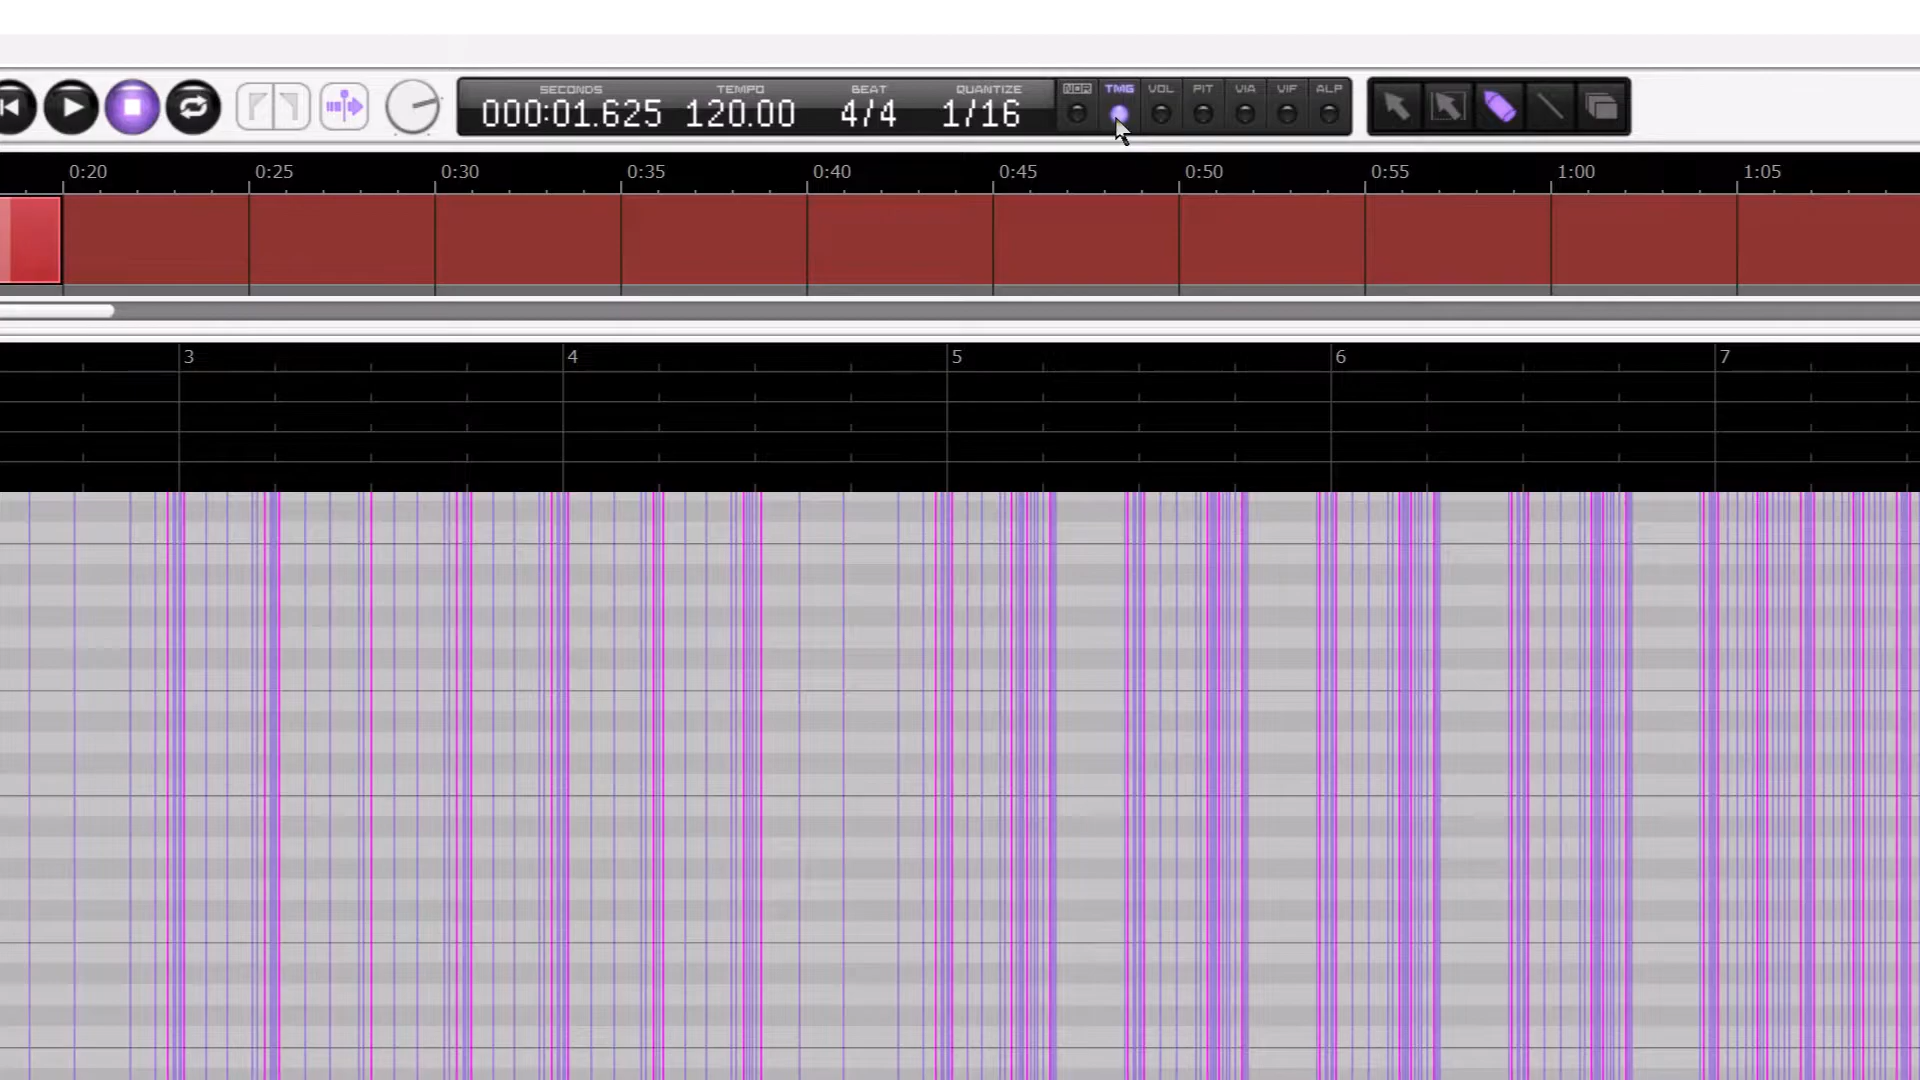 SECONDS TEMPO BEAT QUANTIZE NOR TMG VOL PIT VIA VIF ALP
000:01.625 120.00 4/4 1/16
0:20 0:25 0:30 0:35 0:40 0:45 0:50 0:55 1:00 1:05
3 4 5 6 7